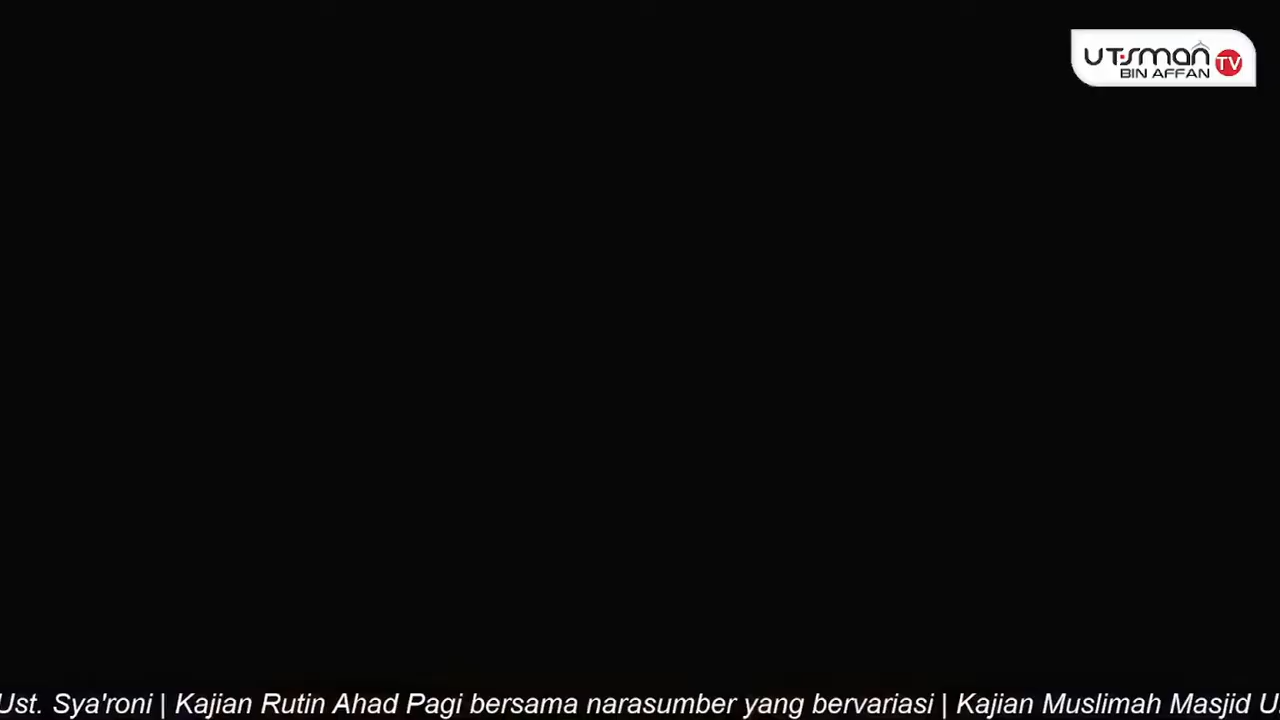 UTSMAN
BIN AFFAN TV
Ust. Sya'roni | Kajian Rutin Ahad Pagi bersama narasumber yang bervariasi | Kajian Muslimah Masjid